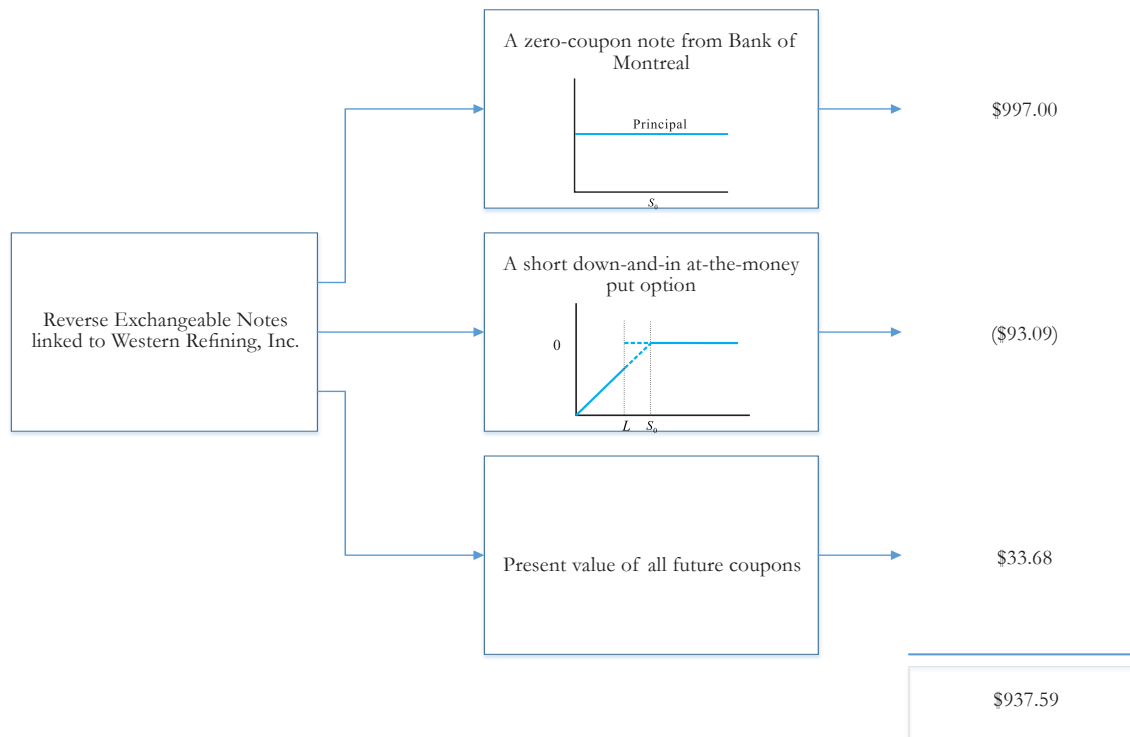 A zero-coupon note from Bank of
Montreal
Principal
S₀
$997.00
Reverse Exchangeable Notes
linked to Western Refining, Inc.
A short down-and-in at-the-money
put option
0
L S₀
($93.09)
Present value of all future coupons
$33.68
$937.59